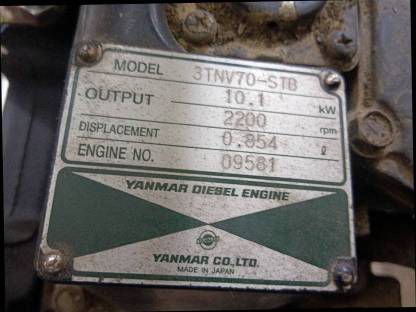 MODEL 3TNV70-STB
OUTPUT 10.1 kW
2200 rpm
DISPLACEMENT 0.854 ℓ
ENGINE NO. 09581
YANMAR DIESEL ENGINE
YANMAR CO.,LTD.
MADE IN JAPAN